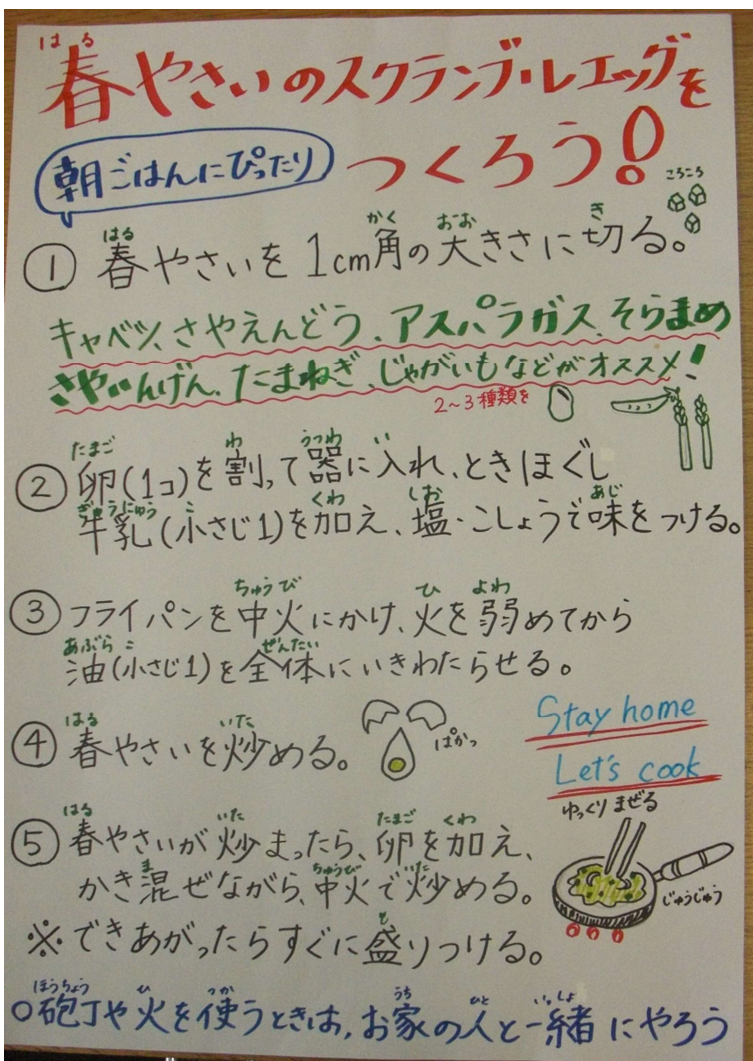 はる
春やさいのスクランブルエッグを
朝ごはんにぴったり
つくろう!
ころころ
はる かく おお き
① 春やさいを1cm角の大きさに切る。
キャベツ、さやえんどう、アスパラガス、そらまめ
さやいんげん、たまねぎ、じゃがいもなどがオススメ!
2〜3種類を
たまご わ うつわ い
② 卵(1コ)を割って器に入れ、ときほぐし
ぎゅうにゅう こ くわ しお あじ
牛乳(小さじ1)を加え、塩・こしょうで味をつける。
ちゅうび ひ よわ
③ フライパンを中火にかけ、火を弱めてから
あぶら こ ぜんたい
油(小さじ1)を全体にいきわたらせる。
はる いた
④ 春やさいを炒める。
ぱかっ
Stay home
Let's cook
はる いた たまご くわ
⑤ 春やさいが炒まったら、卵を加え、
ま ちゅうび いた
かき混ぜながら、中火で炒める。
ゆっくりまぜる
じゅうじゅう
も
※できあがったらすぐに盛りつける。
ほうちょう ひ つか うち ひと いっしょ
○砲丁や火を使うときは、お家の人と一緒にやろう